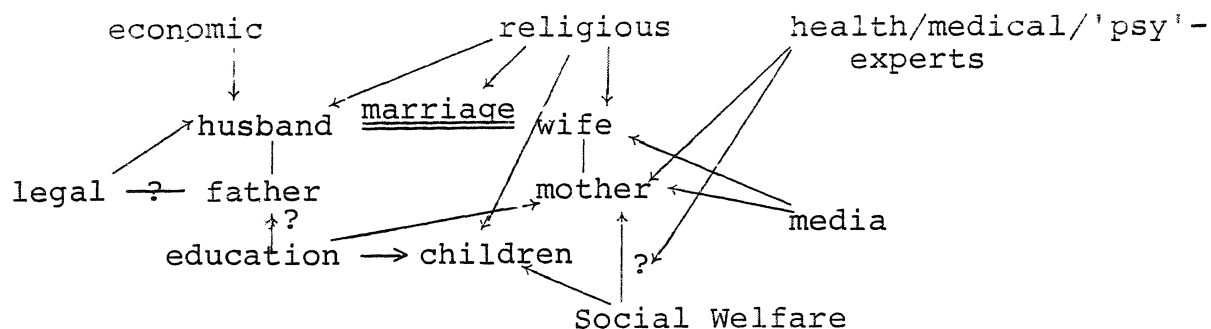 economic religious health/medical/'psy'-
experts
husband marriage wife
legal ? father mother
? media
education children ?
Social Welfare